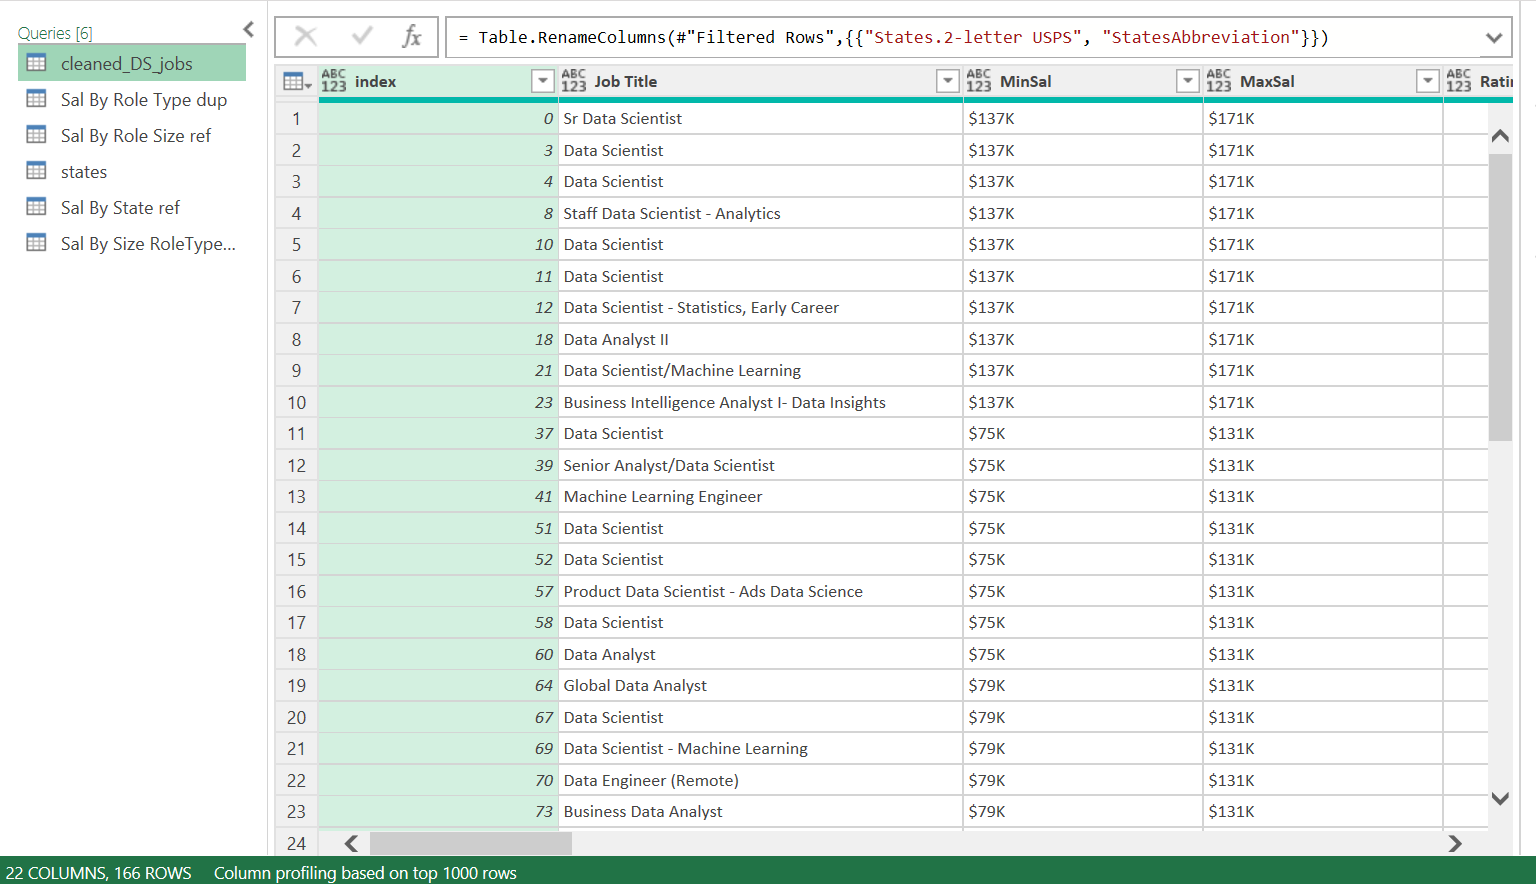 Queries [6]
cleaned_DS_jobs
Sal By Role Type dup
Sal By Role Size ref
states
Sal By State ref
Sal By Size RoleType...
fx
= Table.RenameColumns(#"Filtered Rows",{{"States.2-letter USPS", "StatesAbbreviation"}})
ABC 123 index ABC 123 Job Title ABC 123 MinSal ABC 123 MaxSal ABC 123
1 0 Sr Data Scientist $137K $171K
2 3 Data Scientist $137K $171K
3 4 Data Scientist $137K $171K
4 8 Staff Data Scientist - Analytics $137K $171K
5 10 Data Scientist $137K $171K
6 11 Data Scientist $137K $171K
7 12 Data Scientist - Statistics, Early Career $137K $171K
8 18 Data Analyst II $137K $171K
9 21 Data Scientist/Machine Learning $137K $171K
10 23 Business Intelligence Analyst I- Data Insights $137K $171K
11 37 Data Scientist $75K $131K
12 39 Senior Analyst/Data Scientist $75K $131K
13 41 Machine Learning Engineer $75K $131K
14 51 Data Scientist $75K $131K
15 52 Data Scientist $75K $131K
16 57 Product Data Scientist - Ads Data Science $75K $131K
17 58 Data Scientist $75K $131K
18 60 Data Analyst $75K $131K
19 64 Global Data Analyst $79K $131K
20 67 Data Scientist $79K $131K
21 69 Data Scientist - Machine Learning $79K $131K
22 70 Data Engineer (Remote) $79K $131K
23 73 Business Data Analyst $79K $131K
24
22 COLUMNS, 166 ROWS Column profiling based on top 1000 rows